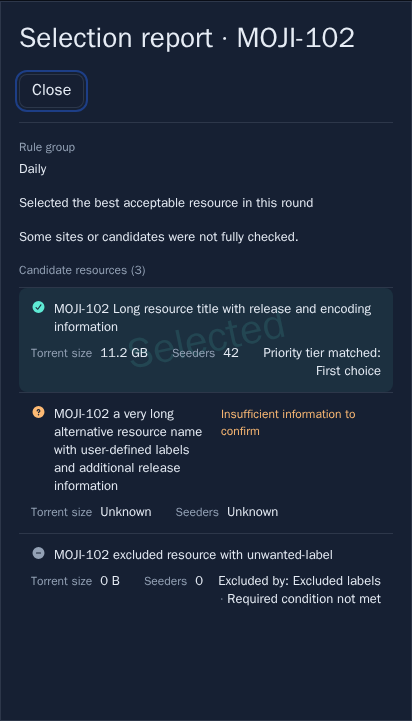 Selection report · MOJI-102
Close
Rule group
Daily
Selected the best acceptable resource in this round
Some sites or candidates were not fully checked.
Candidate resources (3)
MOJI-102 Long resource title with release and encoding
information
Selected
Torrent size 11.2 GB Seeders 42 Priority tier matched:
First choice
MOJI-102 a very long
alternative resource name
with user-defined labels
and additional release
information
Insufficient information to
confirm
Torrent size Unknown Seeders Unknown
MOJI-102 excluded resource with unwanted-label
Torrent size 0 B Seeders 0 Excluded by: Excluded labels
· Required condition not met